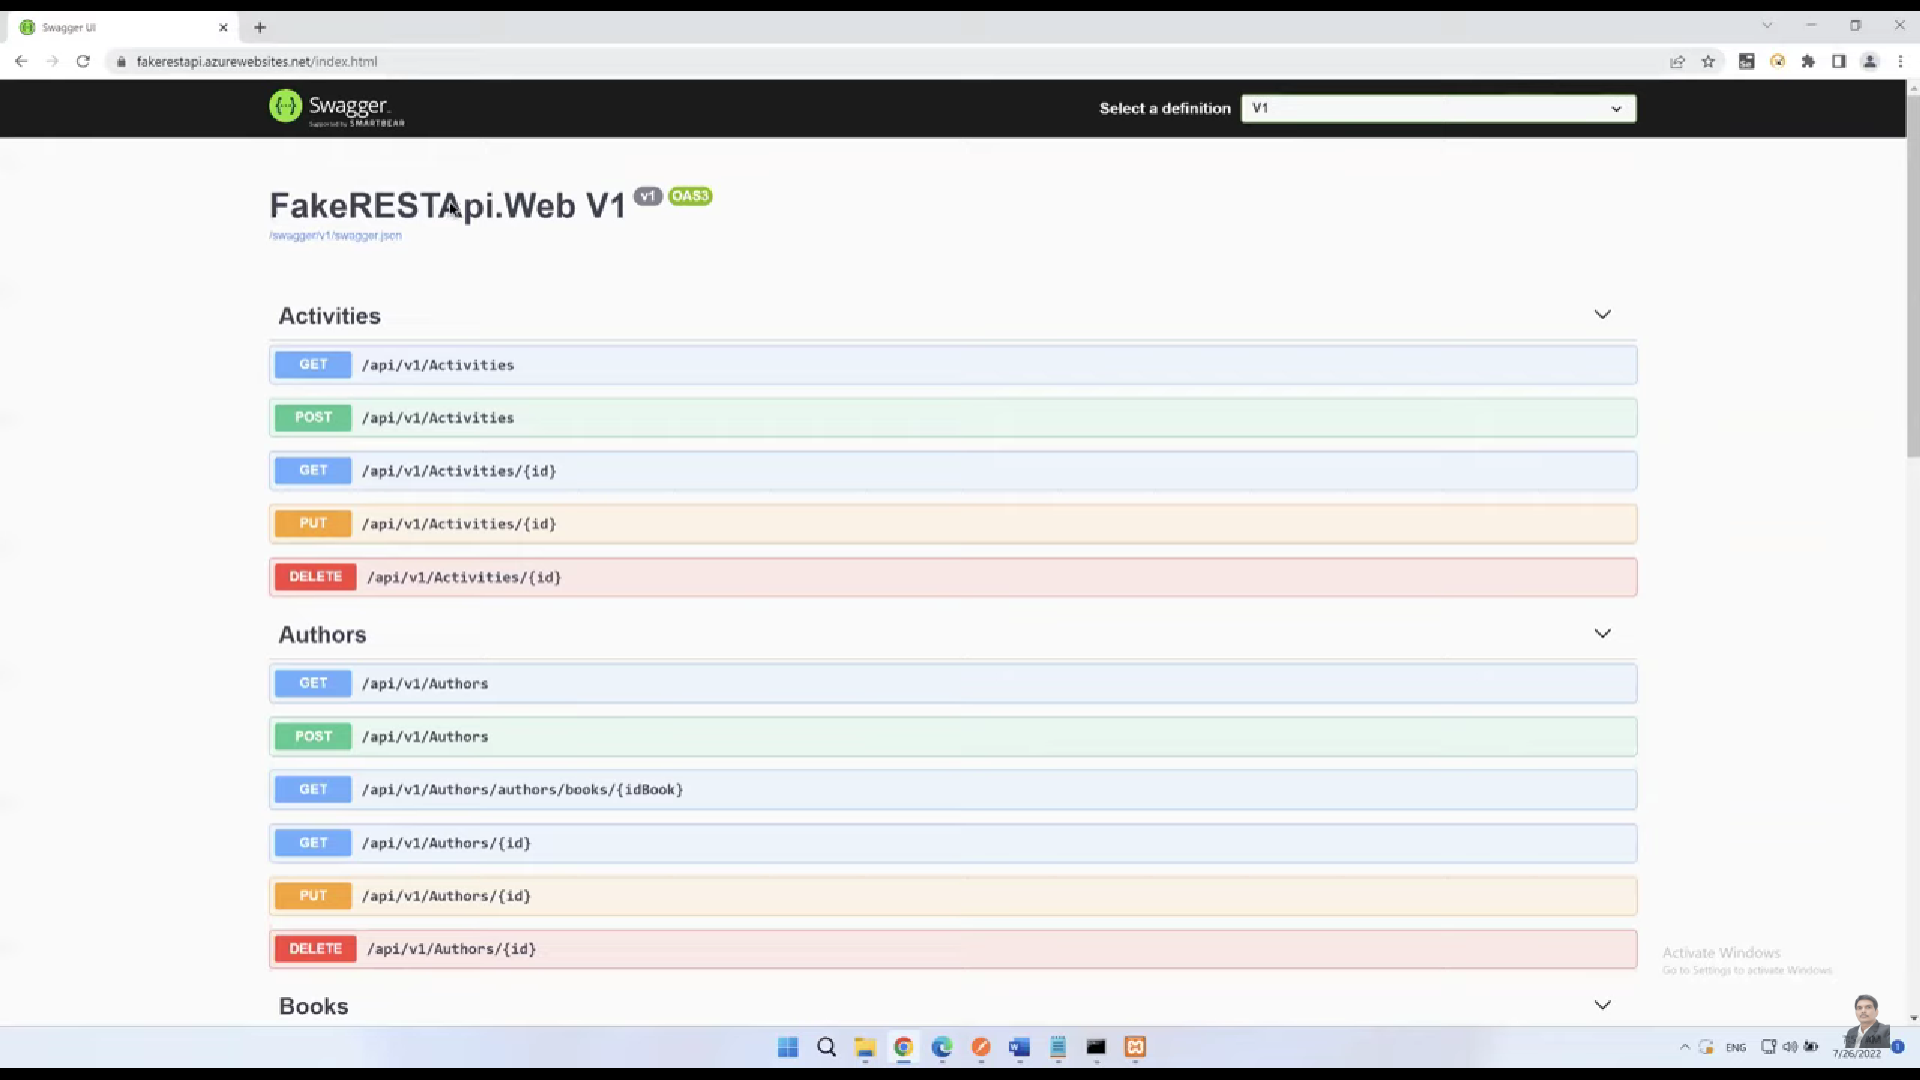 Swagger UI
fakerestapi.azurewebsites.net/index.html
Swagger
Supported by SMARTBEAR
Select a definition
V1
FakeRESTApi.Web V1 v1 OAS3
/swagger/v1/swagger.json
Activities
GET /api/v1/Activities
POST /api/v1/Activities
GET /api/v1/Activities/{id}
PUT /api/v1/Activities/{id}
DELETE /api/v1/Activities/{id}
Authors
GET /api/v1/Authors
POST /api/v1/Authors
GET /api/v1/Authors/authors/books/{idBook}
GET /api/v1/Authors/{id}
PUT /api/v1/Authors/{id}
DELETE /api/v1/Authors/{id}
Books
Activate Windows
Go to Settings to activate Windows.
ENG
7/26/2022